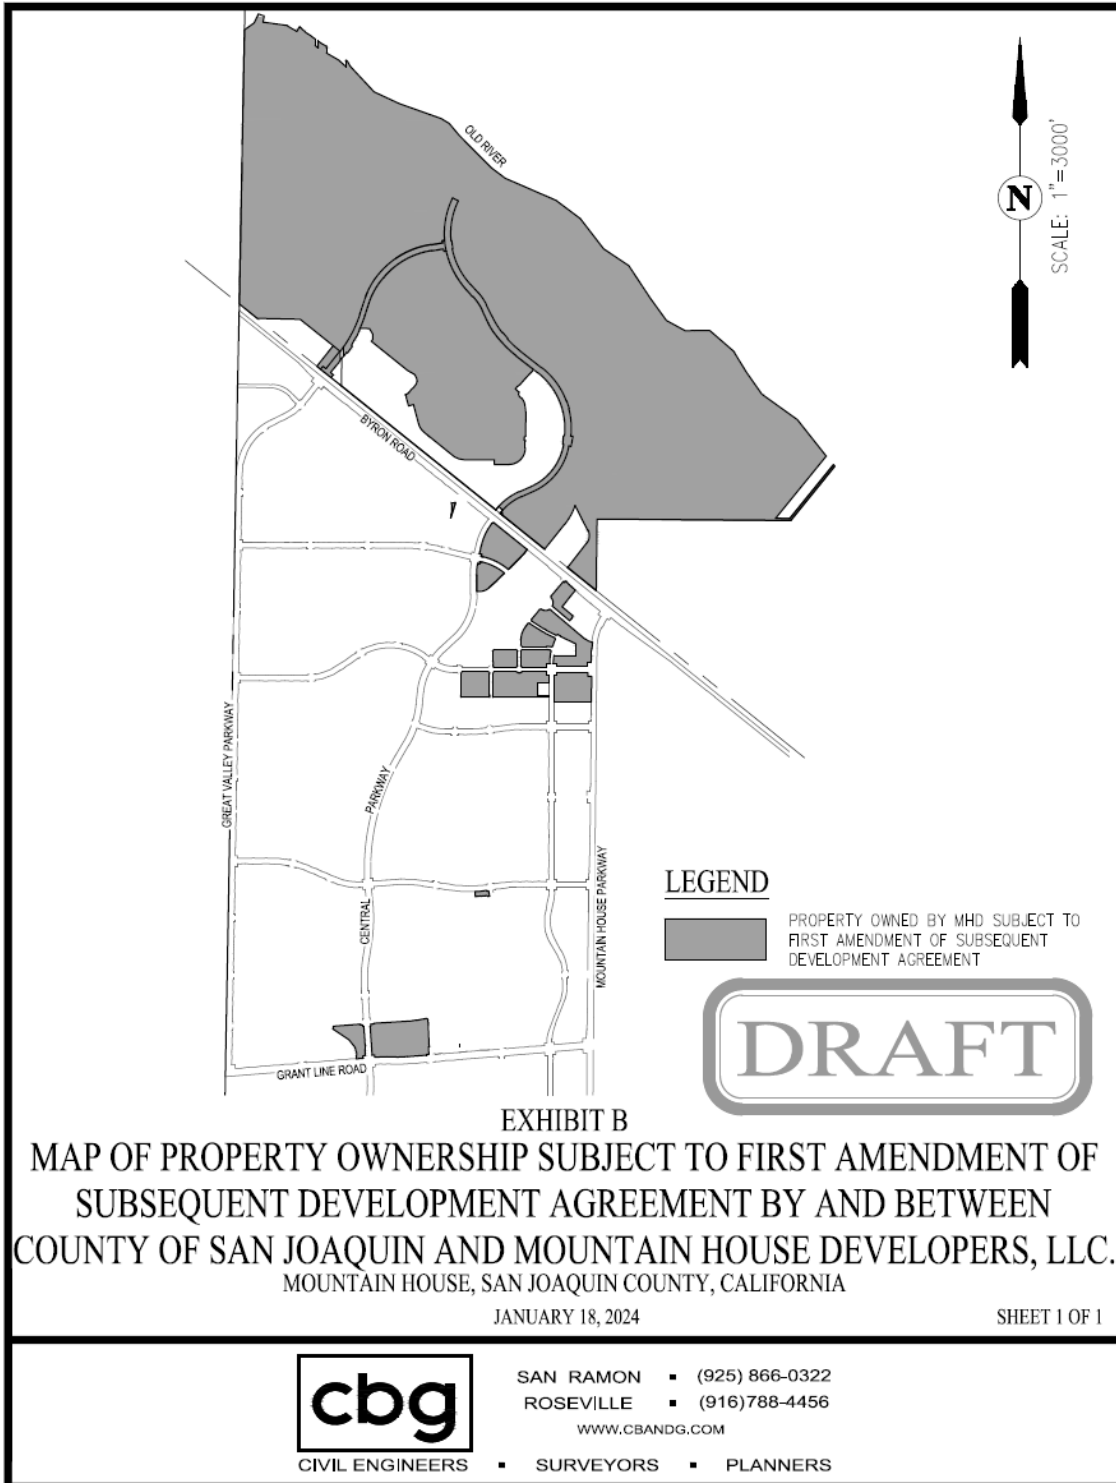 OLD RIVER
N
SCALE: 1"=3000'
BYRON ROAD
GREAT VALLEY PARKWAY
PARKWAY
CENTRAL
MOUNTAIN HOUSE PARKWAY
GRANT LINE ROAD
LEGEND
PROPERTY OWNED BY MHD SUBJECT TO
FIRST AMENDMENT OF SUBSEQUENT
DEVELOPMENT AGREEMENT
DRAFT
EXHIBIT B
MAP OF PROPERTY OWNERSHIP SUBJECT TO FIRST AMENDMENT OF
SUBSEQUENT DEVELOPMENT AGREEMENT BY AND BETWEEN
COUNTY OF SAN JOAQUIN AND MOUNTAIN HOUSE DEVELOPERS, LLC.
MOUNTAIN HOUSE, SAN JOAQUIN COUNTY, CALIFORNIA
JANUARY 18, 2024
SHEET 1 OF 1
cbg
SAN RAMON ▪ (925) 866-0322
ROSEVILLE ▪ (916)788-4456
WWW.CBANDG.COM
CIVIL ENGINEERS ▪ SURVEYORS ▪ PLANNERS